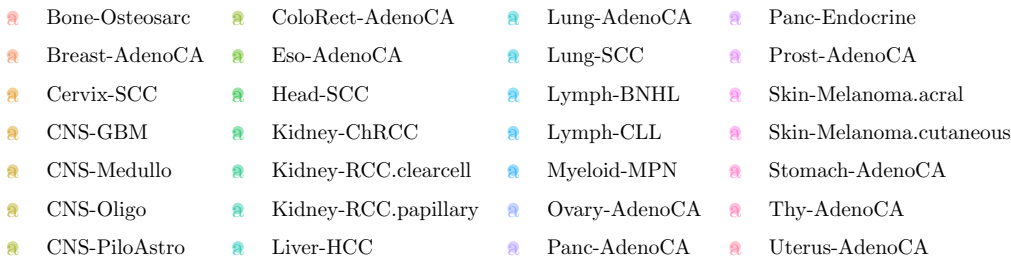 a Bone-Osteosarc
a Breast-AdenoCA
a Cervix-SCC
a CNS-GBM
a CNS-Medullo
a CNS-Oligo
a CNS-PiloAstro
a ColoRect-AdenoCA
a Eso-AdenoCA
a Head-SCC
a Kidney-ChRCC
a Kidney-RCC.clearcell
a Kidney-RCC.papillary
a Liver-HCC
a Lung-AdenoCA
a Lung-SCC
a Lymph-BNHL
a Lymph-CLL
a Myeloid-MPN
a Ovary-AdenoCA
a Panc-AdenoCA
a Panc-Endocrine
a Prost-AdenoCA
a Skin-Melanoma.acral
a Skin-Melanoma.cutaneous
a Stomach-AdenoCA
a Thy-AdenoCA
a Uterus-AdenoCA